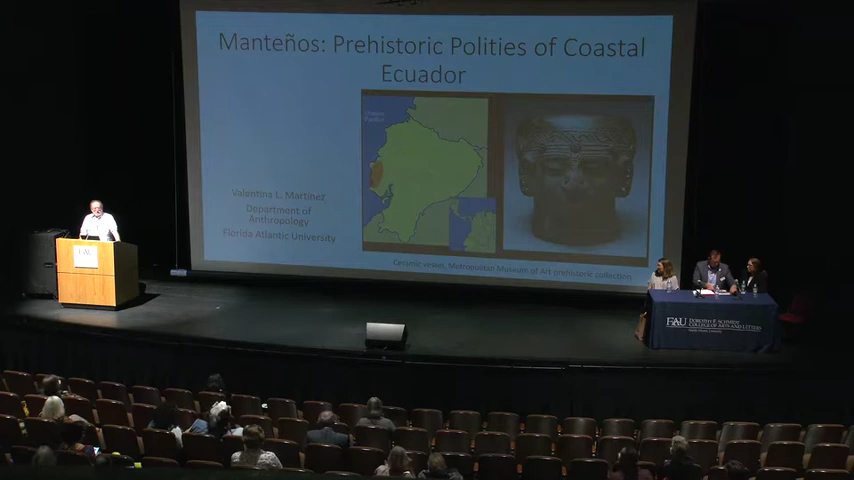 Manteños: Prehistoric Polities of Coastal
Ecuador
Valentina L. Martinez
Department of
Anthropology
Florida Atlantic University
Ceramic vessel, Metropolitan Museum of Art prehistoric collection
FAU
FAU
DOROTHY F. SCHMIDT
COLLEGE OF ARTS AND LETTERS